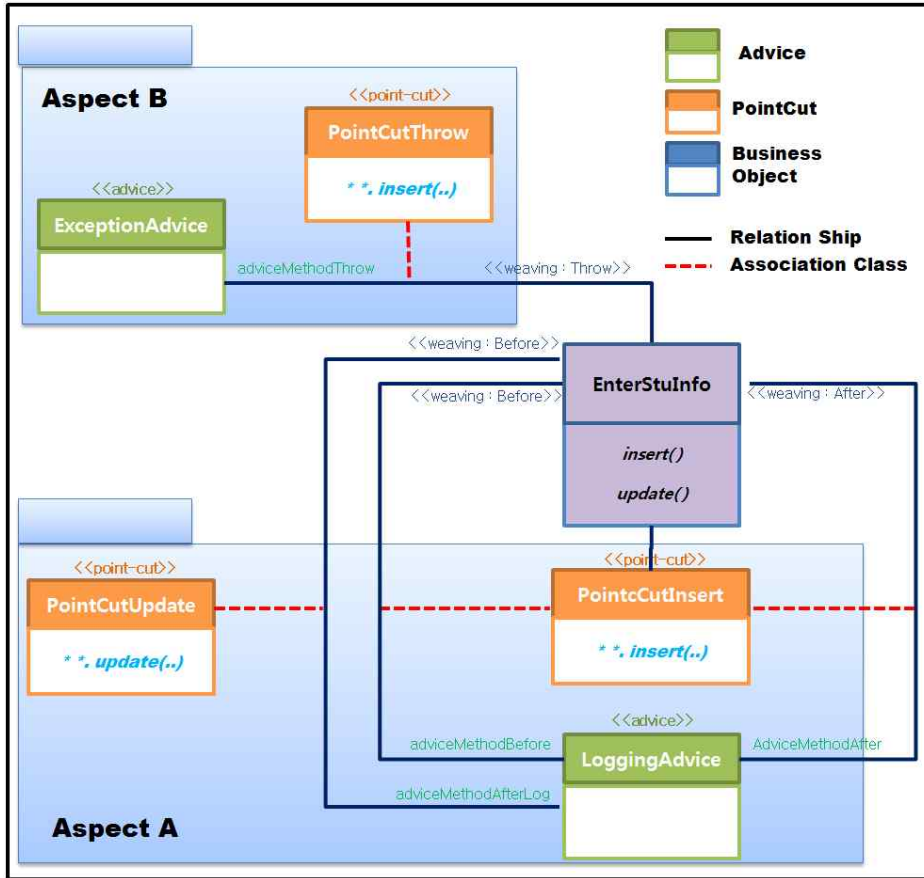 Aspect B
<<point-cut>>
PointCutThrow
* *. insert(..)
<<advice>>
ExceptionAdvice
adviceMethodThrow
<<weaving : Throw>>
Advice
PointCut
Business
Object
Relation Ship
Association Class
<<weaving : Before>>
<<weaving : Before>>
EnterStuInfo
<<weaving : After>>
insert()
update()
<<point-cut>>
PointCutUpdate
* *. update(..)
<<point-cut>>
PointcCutInsert
* *. insert(..)
<<advice>>
adviceMethodBefore
LoggingAdvice
AdviceMethodAfter
adviceMethodAfterLog
Aspect A